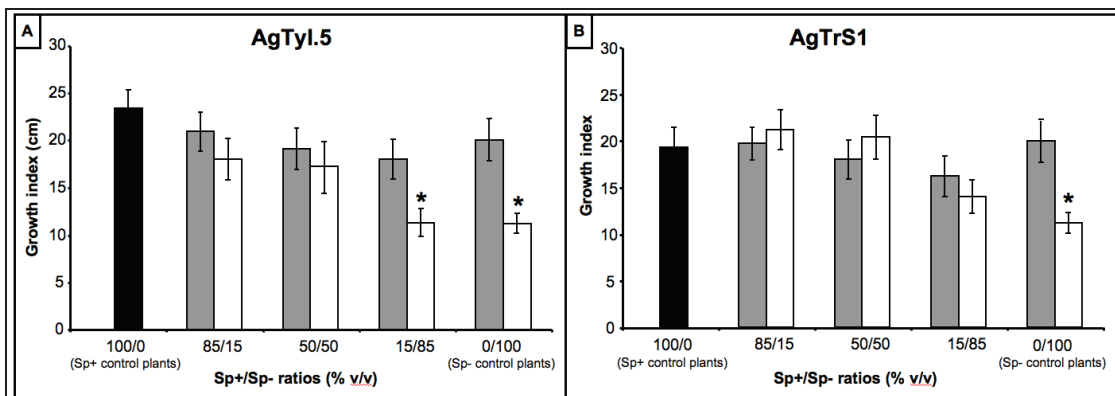 A
AgTyl.5
30
25
20
15
10
5
0
Growth index (cm)
*
*
100/0
85/15
50/50
15/85
0/100
(Sp+ control plants)
(Sp- control plants)
Sp+/Sp- ratios (% v/v)
B
AgTrS1
30
25
20
15
10
5
0
Growth index
*
100/0
85/15
50/50
15/85
0/100
(Sp+ control plants)
(Sp- control plants)
Sp+/Sp- ratios (% v/v)